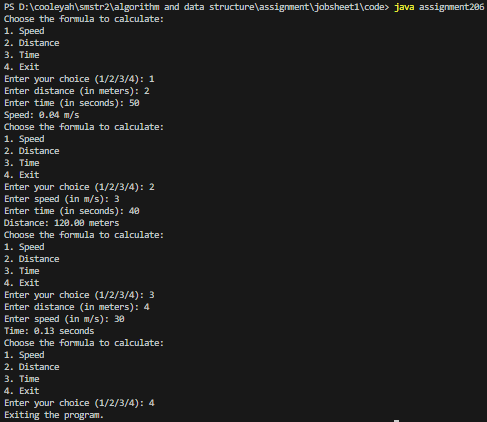 PS D:\cooleyah\smstr2\algorithm and data structure\assignment\jobsheet1\code> java assignment206
Choose the formula to calculate:
1. Speed
2. Distance
3. Time
4. Exit
Enter your choice (1/2/3/4): 1
Enter distance (in meters): 2
Enter time (in seconds): 50
Speed: 0.04 m/s
Choose the formula to calculate:
1. Speed
2. Distance
3. Time
4. Exit
Enter your choice (1/2/3/4): 2
Enter speed (in m/s): 3
Enter time (in seconds): 40
Distance: 120.00 meters
Choose the formula to calculate:
1. Speed
2. Distance
3. Time
4. Exit
Enter your choice (1/2/3/4): 3
Enter distance (in meters): 4
Enter speed (in m/s): 30
Time: 0.13 seconds
Choose the formula to calculate:
1. Speed
2. Distance
3. Time
4. Exit
Enter your choice (1/2/3/4): 4
Exiting the program.